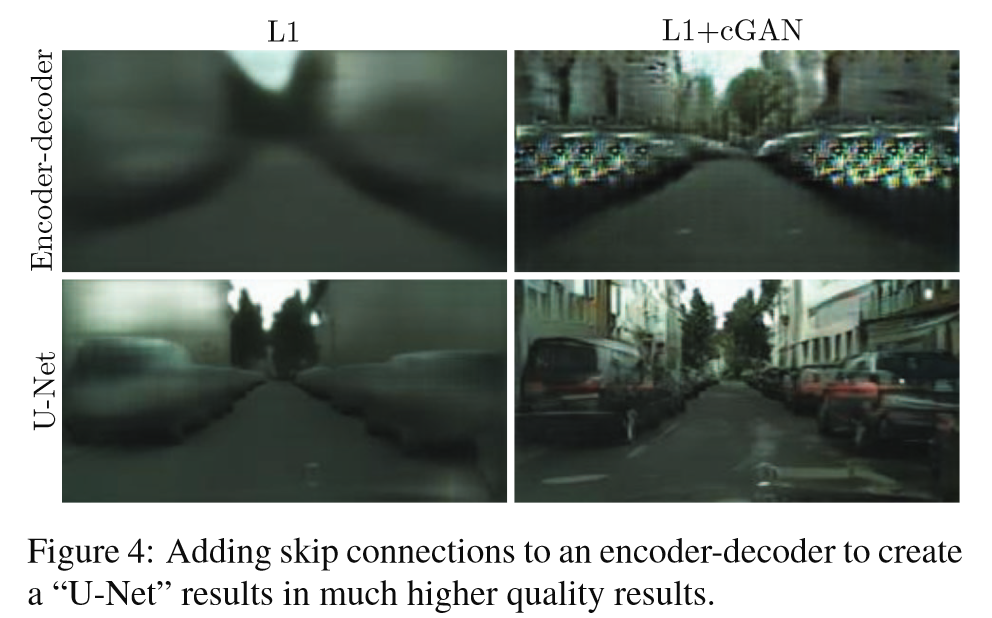 L1
L1+cGAN
Encoder-decoder
U-Net
Figure 4: Adding skip connections to an encoder-decoder to create
a “U-Net” results in much higher quality results.